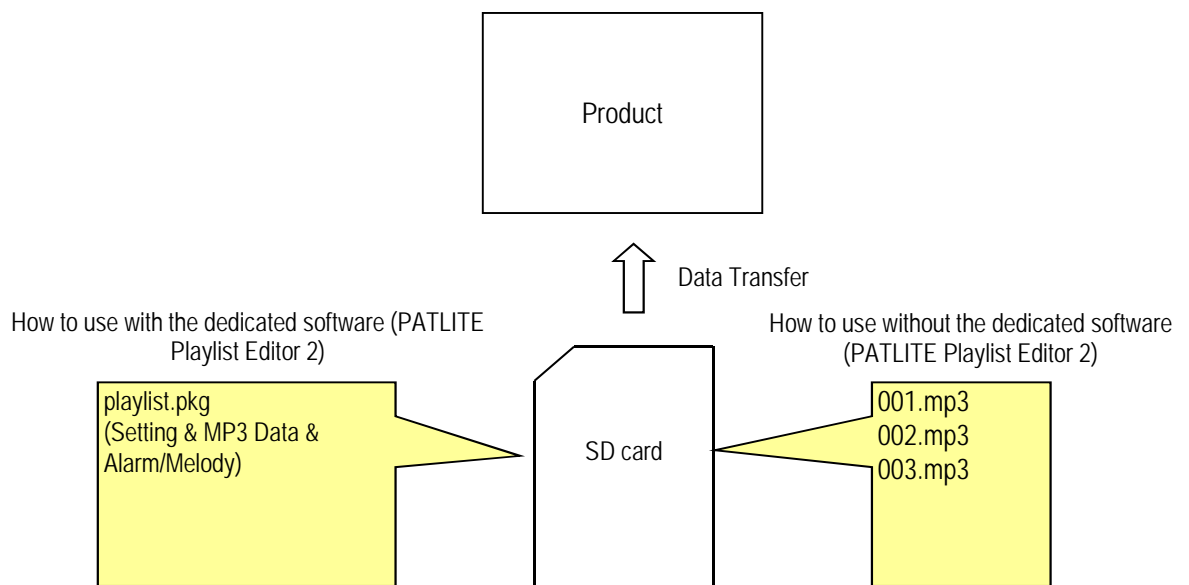 Product
Data Transfer
How to use with the dedicated software (PATLITE
Playlist Editor 2)
How to use without the dedicated software
(PATLITE Playlist Editor 2)
playlist.pkg
(Setting & MP3 Data &
Alarm/Melody)
SD card
001.mp3
002.mp3
003.mp3